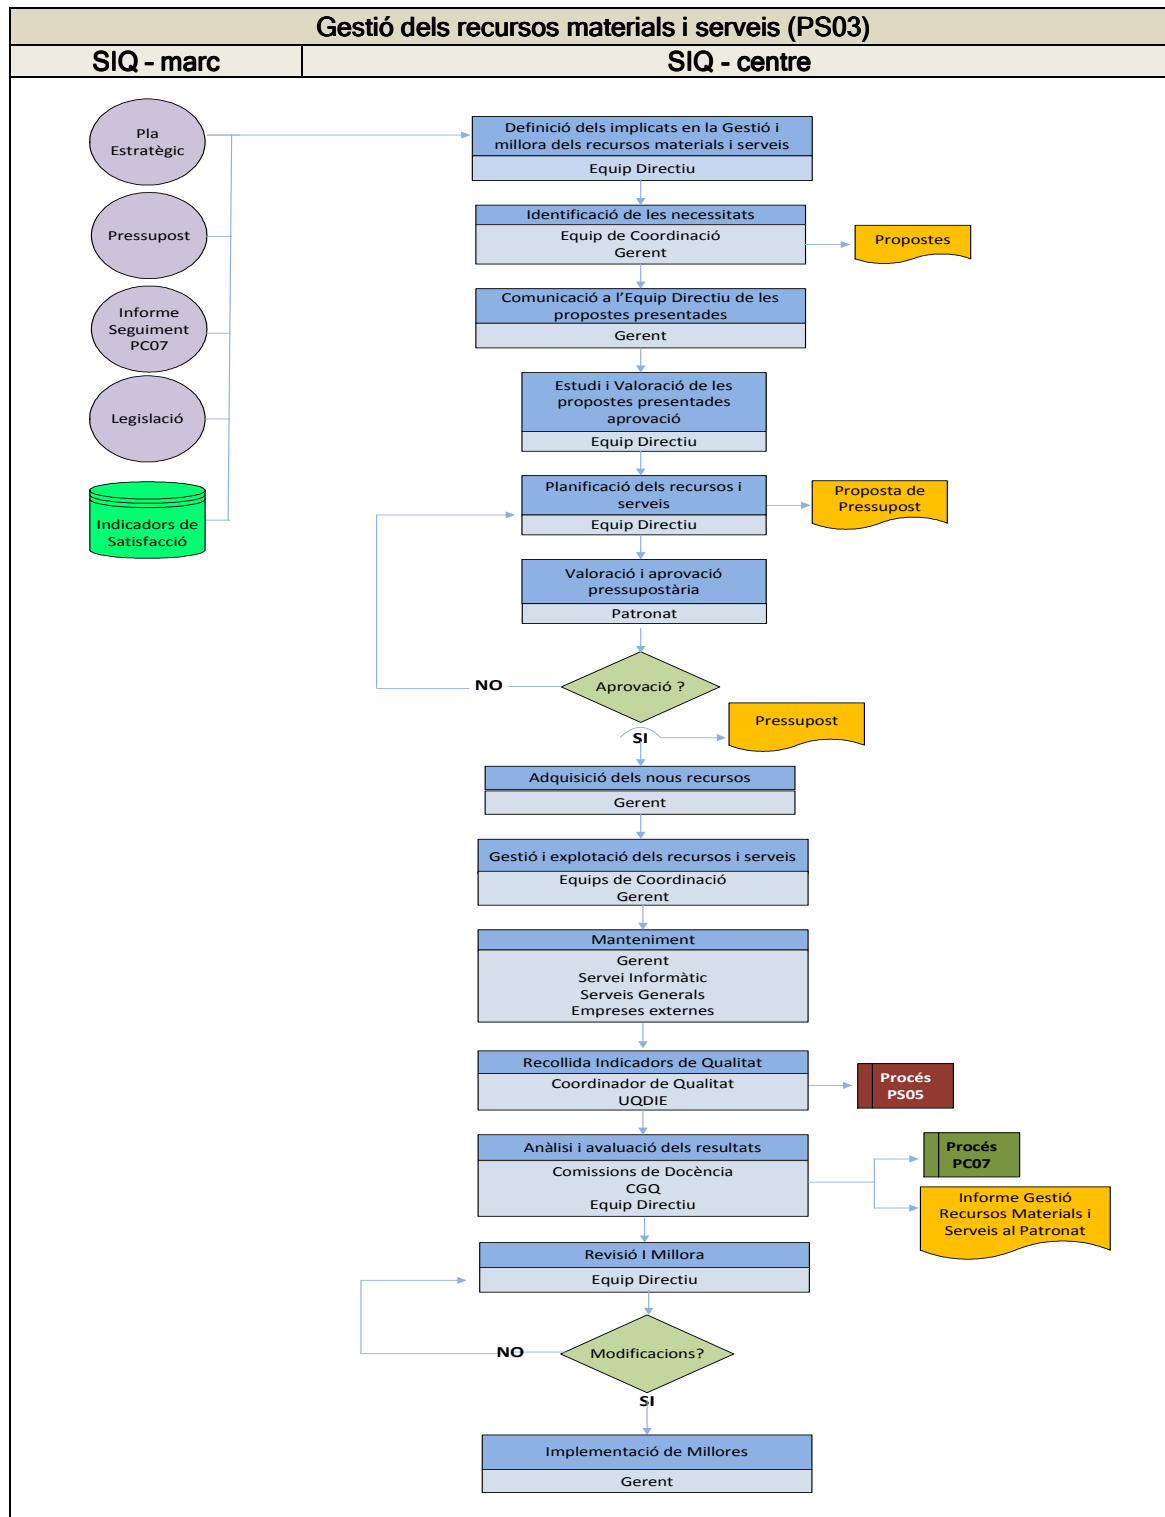 Gestió dels recursos materials i serveis (PS03)
SIQ - marc
SIQ - centre
Pla
Estratègic
Pressupost
Informe
Seguiment
PC07
Legislació
Indicadors de
Satisfacció
Definició dels implicats en la Gestió i
millora dels recursos materials i serveis
Equip Directiu
Identificació de les necessitats
Equip de Coordinació
Gerent
Propostes
Comunicació a l'Equip Directiu de les
propostes presentades
Gerent
Estudi i Valoració de les
propostes presentades
aprovació
Equip Directiu
Planificació dels recursos i
serveis
Equip Directiu
Proposta de
Pressupost
Valoració i aprovació
pressupostària
Patronat
Aprovació ?
NO
SI
Pressupost
Adquisició dels nous recursos
Gerent
Gestió i explotació dels recursos i serveis
Equips de Coordinació
Gerent
Manteniment
Gerent
Servei Informàtic
Serveis Generals
Empreses externes
Recollida Indicadors de Qualitat
Coordinador de Qualitat
UQDIE
Procés
PS05
Anàlisi i avaluació dels resultats
Comissions de Docència
CGQ
Equip Directiu
Procés
PC07
Informe Gestió
Recursos Materials i
Serveis al Patronat
Revisió I Millora
Equip Directiu
Modificacions?
NO
SI
Implementació de Millores
Gerent